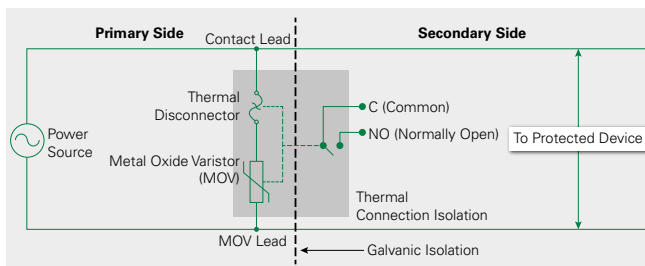 Primary Side
Secondary Side
Contact Lead
Thermal
Disconnector
C (Common)
NO (Normally Open)
Power
Source
To Protected Device
Metal Oxide Varistor
(MOV)
Thermal
Connection Isolation
MOV Lead
Galvanic Isolation